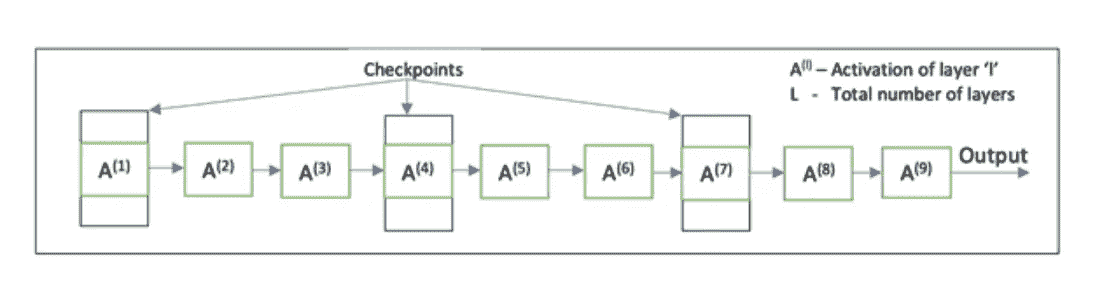 Checkpoints
A⁽ˡ⁾ – Activation of layer 'l'
L - Total number of layers
A⁽¹⁾ A⁽²⁾ A⁽³⁾ A⁽⁴⁾ A⁽⁵⁾ A⁽⁶⁾ A⁽⁷⁾ A⁽⁸⁾ A⁽⁹⁾ Output